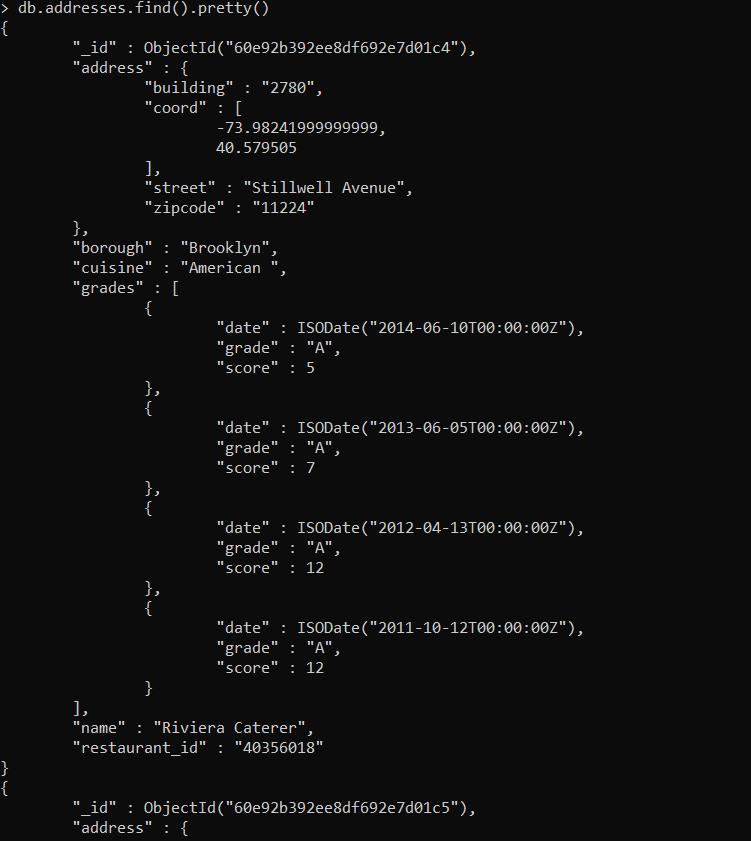 > db.addresses.find().pretty()
{
        "_id" : ObjectId("60e92b392ee8df692e7d01c4"),
        "address" : {
                "building" : "2780",
                "coord" : [
                        -73.98241999999999,
                        40.579505
                ],
                "street" : "Stillwell Avenue",
                "zipcode" : "11224"
        },
        "borough" : "Brooklyn",
        "cuisine" : "American ",
        "grades" : [
                {
                        "date" : ISODate("2014-06-10T00:00:00Z"),
                        "grade" : "A",
                        "score" : 5
                },
                {
                        "date" : ISODate("2013-06-05T00:00:00Z"),
                        "grade" : "A",
                        "score" : 7
                },
                {
                        "date" : ISODate("2012-04-13T00:00:00Z"),
                        "grade" : "A",
                        "score" : 12
                },
                {
                        "date" : ISODate("2011-10-12T00:00:00Z"),
                        "grade" : "A",
                        "score" : 12
                }
        ],
        "name" : "Riviera Caterer",
        "restaurant_id" : "40356018"
}
{
        "_id" : ObjectId("60e92b392ee8df692e7d01c5"),
        "address" : {